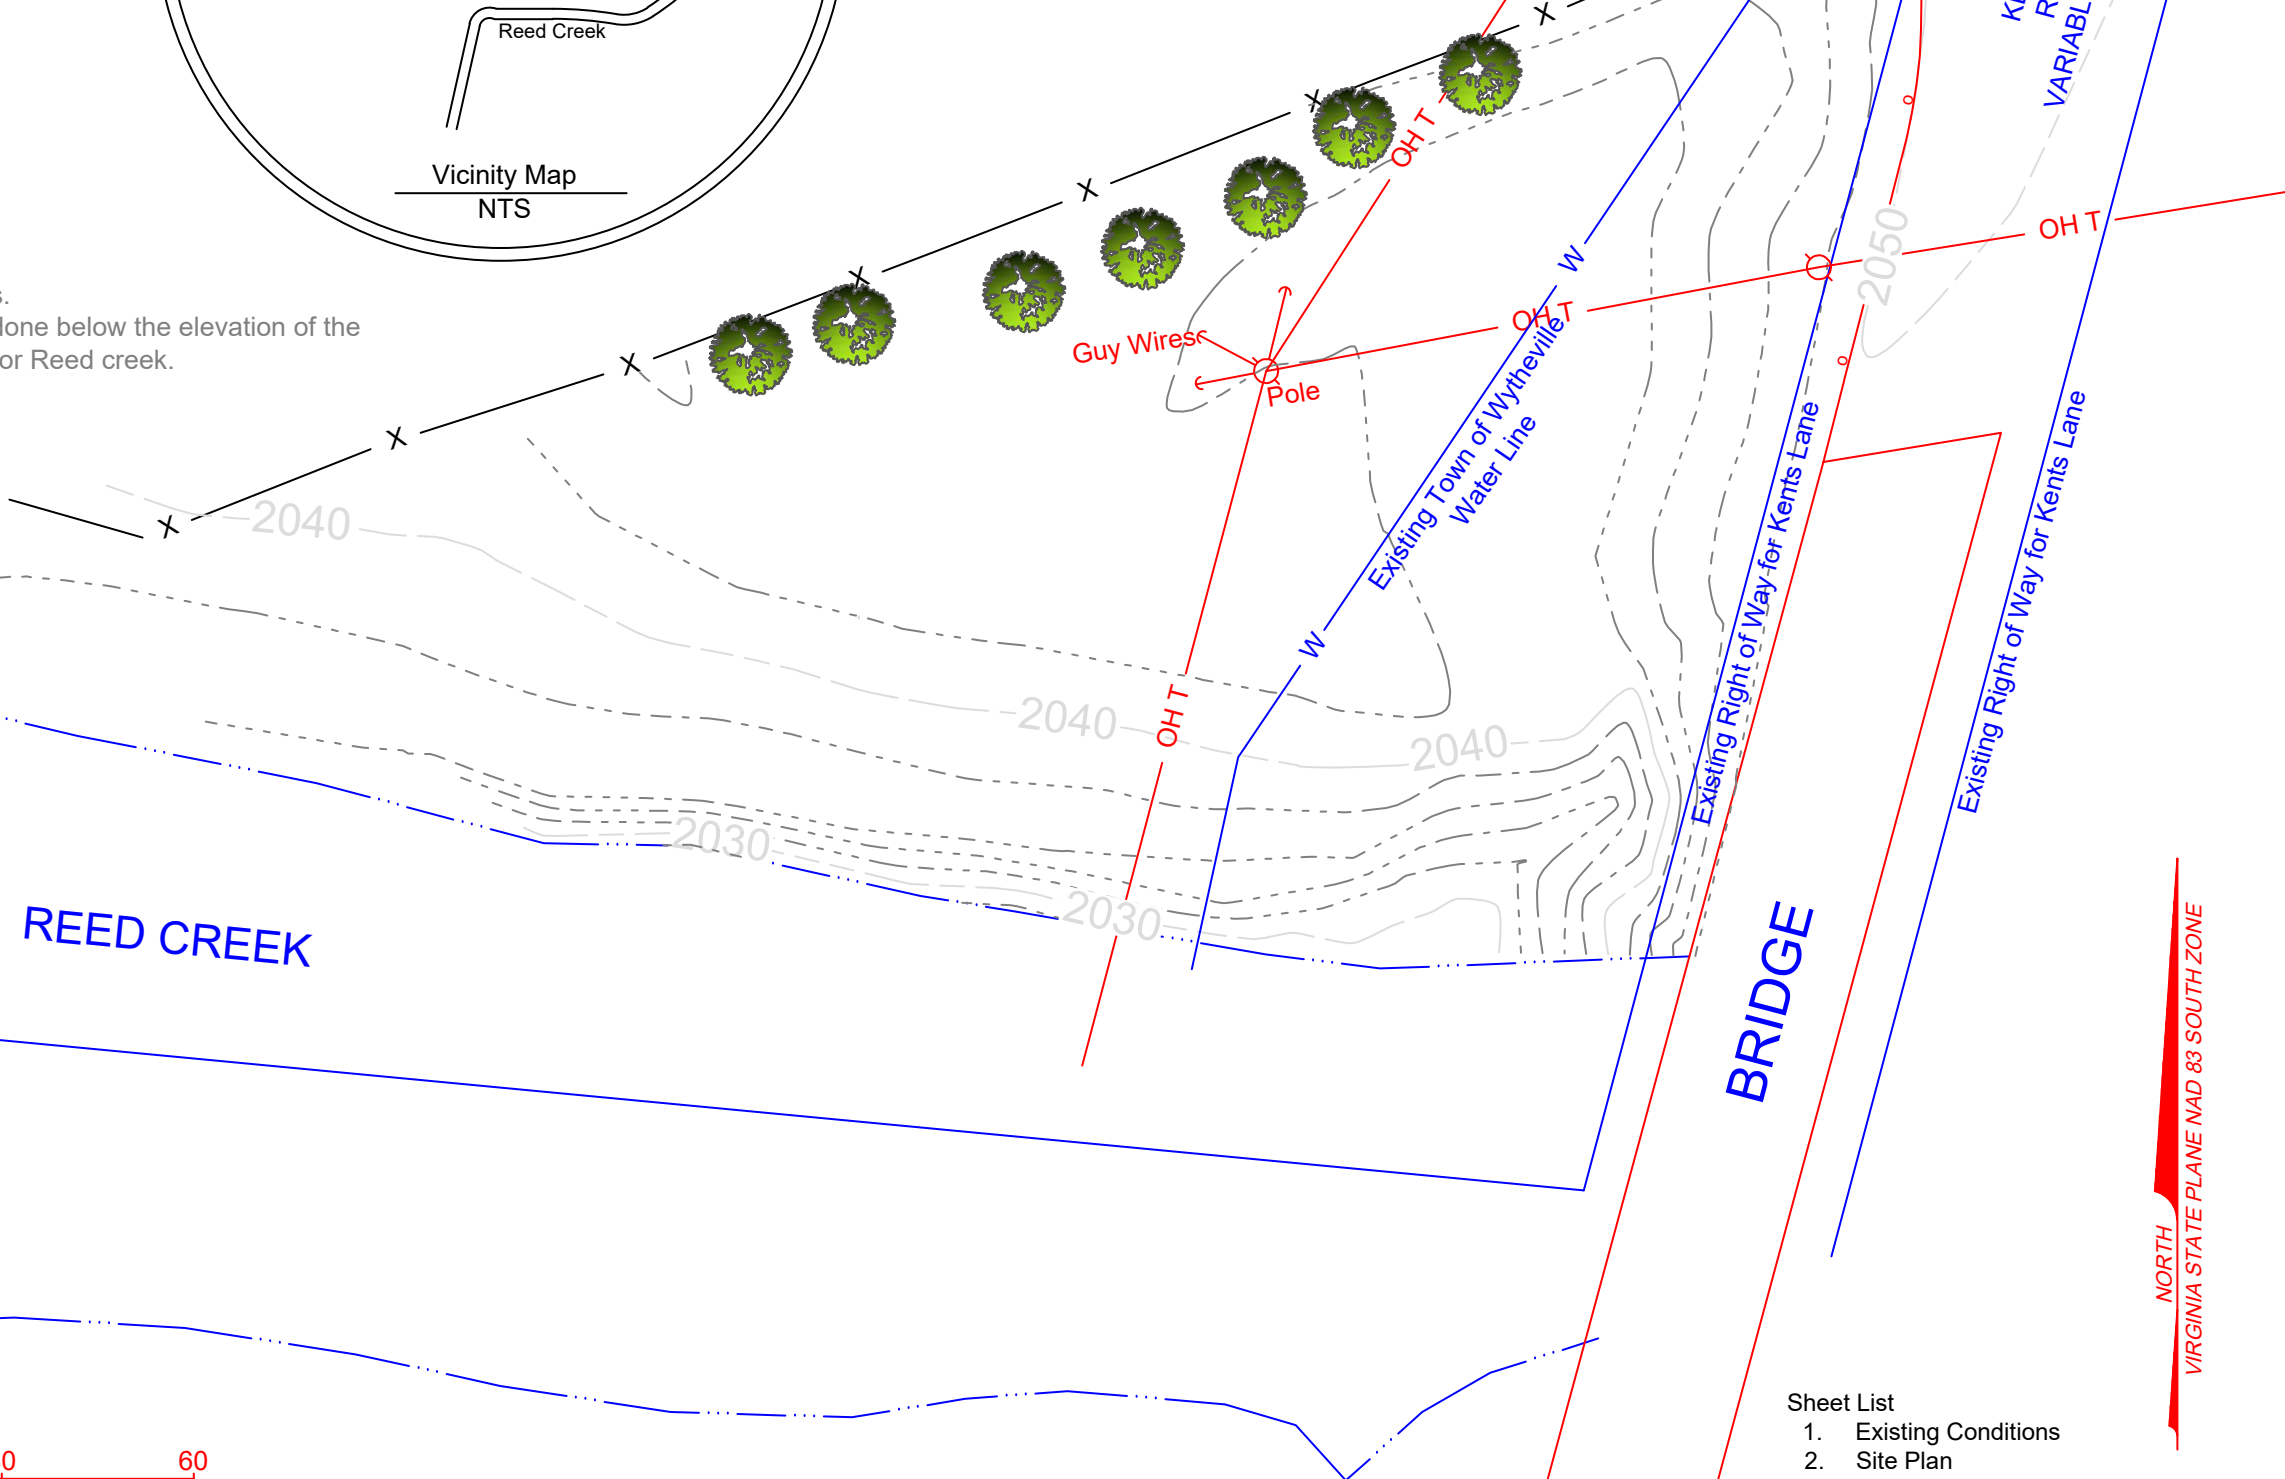 Reed Creek
Vicinity Map
NTS
done below the elevation of the
or Reed creek.
X
X
X
X
X
X
X
OH T
OH T
OH T
OH T
Guy Wires
Pole
W
W
Existing Town of Wytheville
Water Line
VARIABL
2050
2040
2040
2040
2030
2030
Existing Right of Way for Kents Lane
Existing Right of Way for Kents Lane
REED CREEK
BRIDGE
NORTH
VIRGINIA STATE PLANE NAD 83 SOUTH ZONE
Sheet List
1. Existing Conditions
2. Site Plan
60